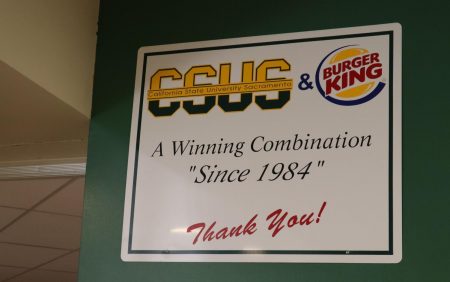 CSUS
California State University Sacramento
&
BURGER
KING
A Winning Combination
"Since 1984"
Thank You!